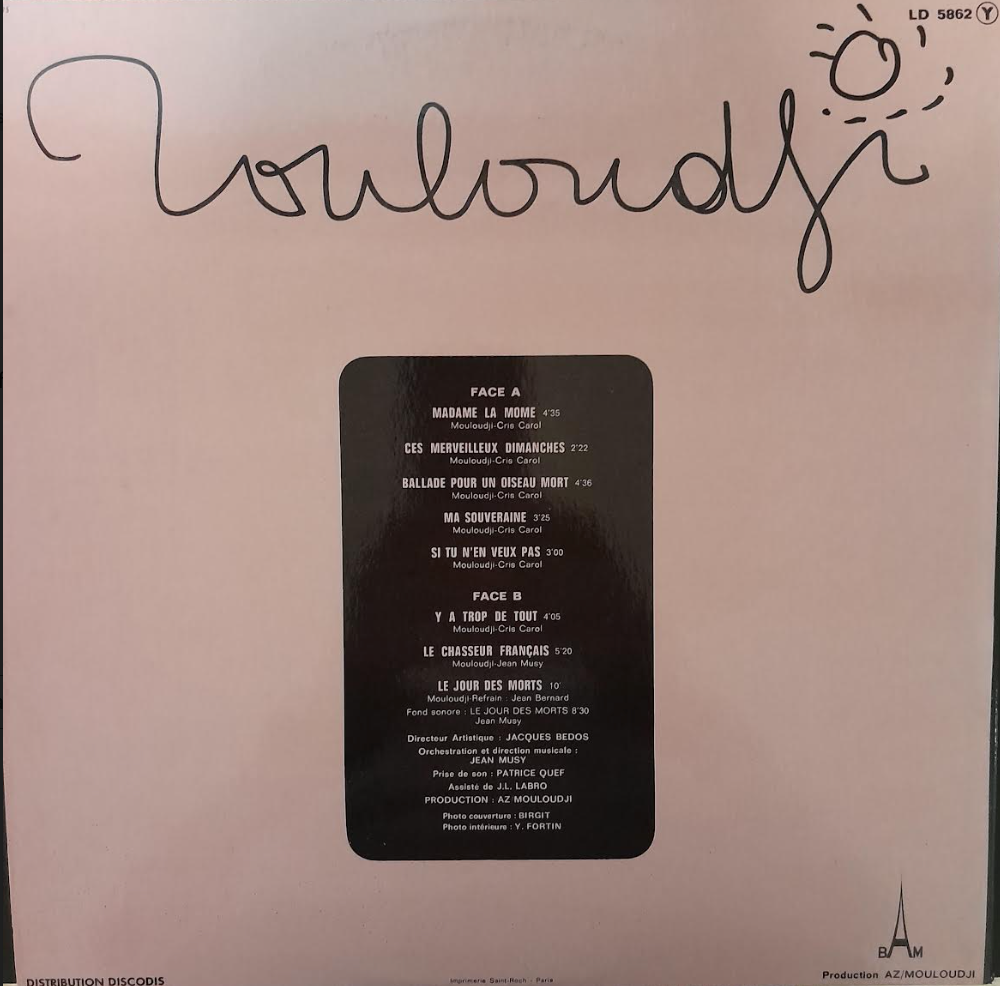 LD 5862 Y
Mouloudji
FACE A
MADAME LA MOME 4'35
Mouloudji-Cris Carol
CES MERVEILLEUX DIMANCHES 2'22
Mouloudji-Cris Carol
BALLADE POUR UN OISEAU MORT 4'36
Mouloudji-Cris Carol
MA SOUVERAINE 3'25
Mouloudji-Cris Carol
SI TU N'EN VEUX PAS 3'00
Mouloudji-Cris Carol
FACE B
Y A TROP DE TOUT 4'05
Mouloudji-Cris Carol
LE CHASSEUR FRANÇAIS 5'20
Mouloudji-Jean Musy
LE JOUR DES MORTS 10'
Mouloudji-Refrain : Jean Bernard
Fond sonore : LE JOUR DES MORTS 8'30
Jean Musy
Directeur Artistique : JACQUES BEDOS
Orchestration et direction musicale :
JEAN MUSY
Prise de son : PATRICE QUEF
Assisté de J.L. LABRO
PRODUCTION : AZ MOULOUDJI
Photo couverture : BIRGIT
Photo intérieure : Y. FORTIN
BAM
Production AZ/MOULOUDJI
DISTRIBUTION DISCODIS
Imprimerie Saint-Roch - Paris